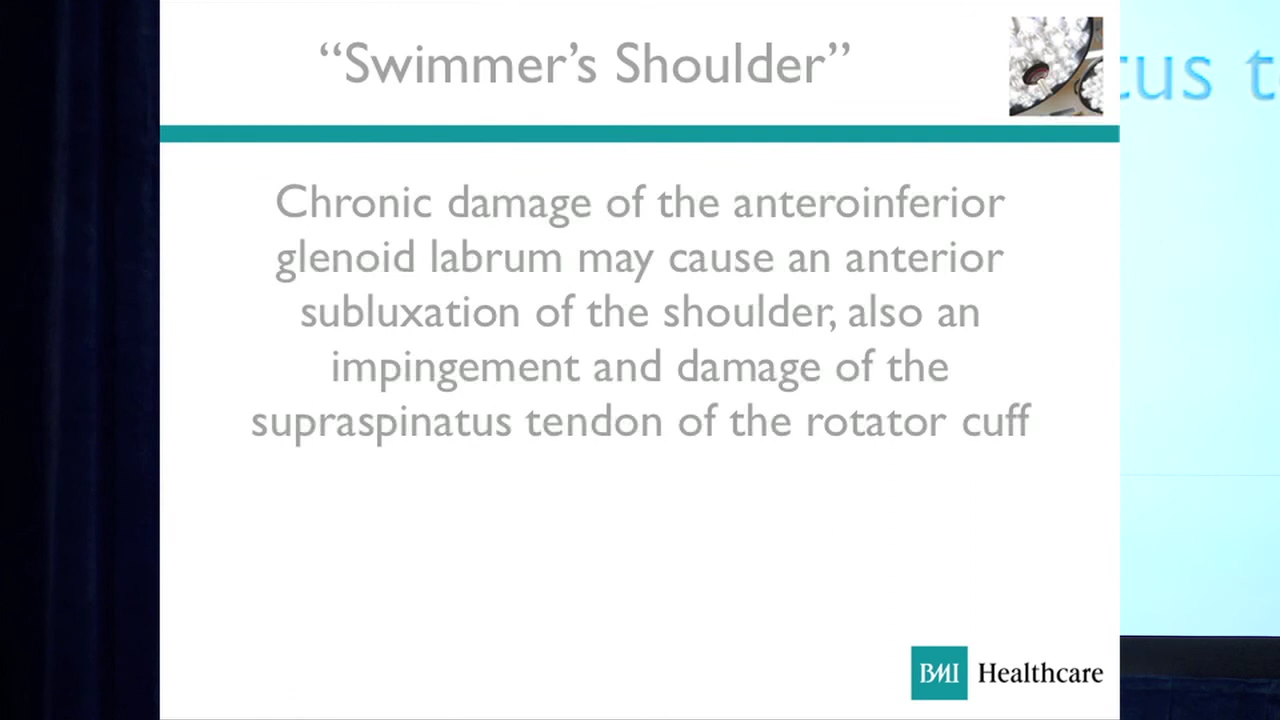 “Swimmer’s Shoulder”
tus t
Chronic damage of the anteroinferior
glenoid labrum may cause an anterior
subluxation of the shoulder, also an
impingement and damage of the
supraspinatus tendon of the rotator cuff
BMI Healthcare